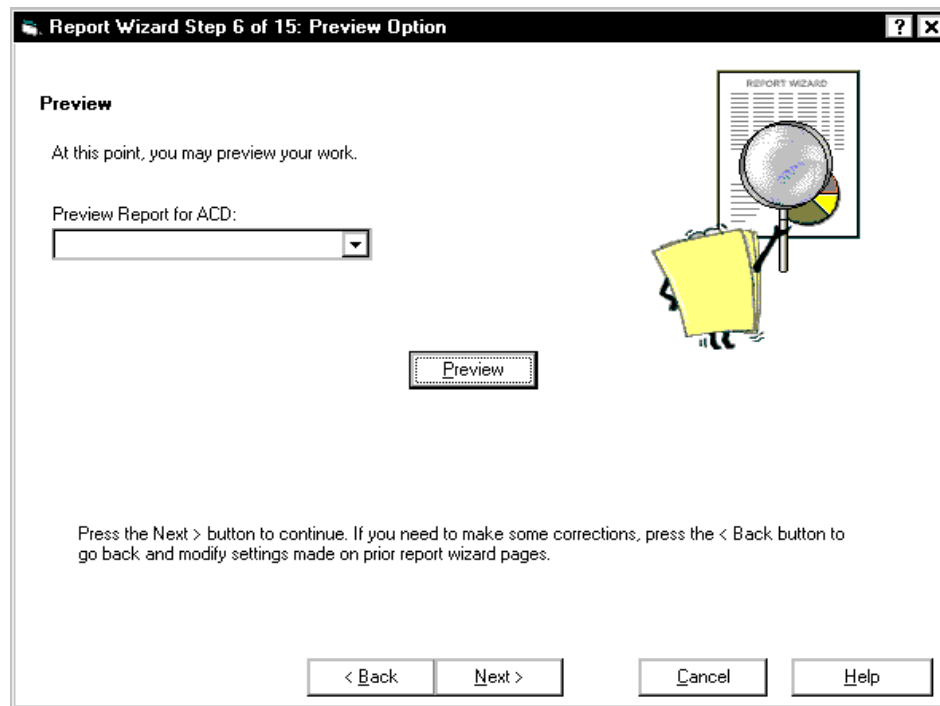 Report Wizard Step 6 of 15: Preview Option
?
X
REPORT WIZARD
Preview
At this point, you may preview your work.
Preview Report for ACD:
Preview
Press the Next > button to continue. If you need to make some corrections, press the < Back button to
go back and modify settings made on prior report wizard pages.
< Back
Next >
Cancel
Help